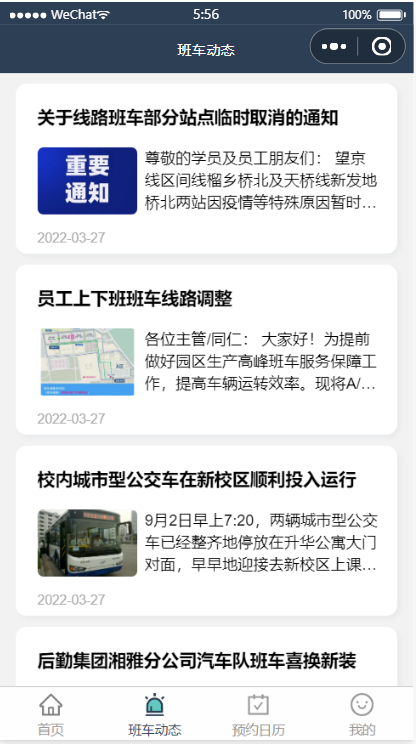 WeChat 5:56 100%
班车动态
关于线路班车部分站点临时取消的通知
重要
通知
尊敬的学员及员工朋友们： 望京
线区间线榴乡桥北及天桥线新发地
桥北两站因疫情等特殊原因暂时...
2022-03-27
员工上下班班车线路调整
各位主管/同仁： 大家好！为提前
做好园区生产高峰班车服务保障工
作，提高车辆运转效率。现将A/...
2022-03-27
校内城市型公交车在新校区顺利投入运行
9月2日早上7:20，两辆城市型公交
车已经整齐地停放在升华公寓大门
对面，早早地迎接去新校区上课...
2022-03-27
后勤集团湘雅分公司汽车队班车喜换新装
首页 班车动态 预约日历 我的